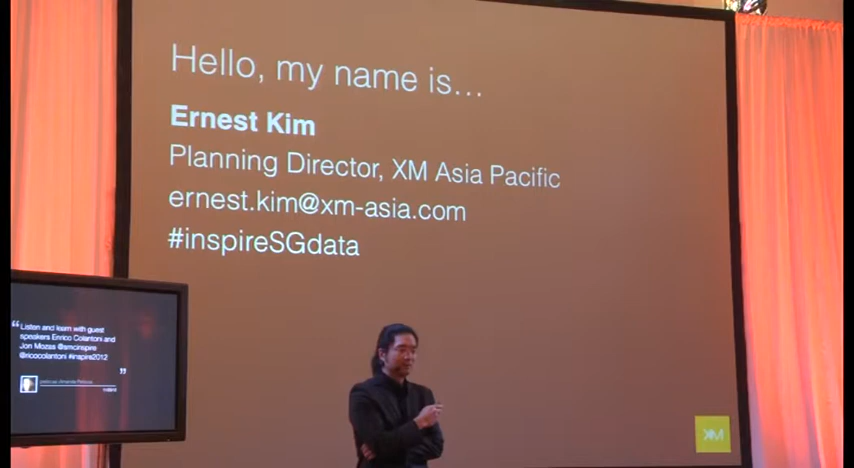 Hello, my name is...
Ernest Kim
Planning Director, XM Asia Pacific
ernest.kim@xm-asia.com
#inspireSGdata
“Listen and learn with guest
speakers Enrico Colantoni and
Jon Mozas @smcinspire
@ricocolantoni #inspire2012
”
XM